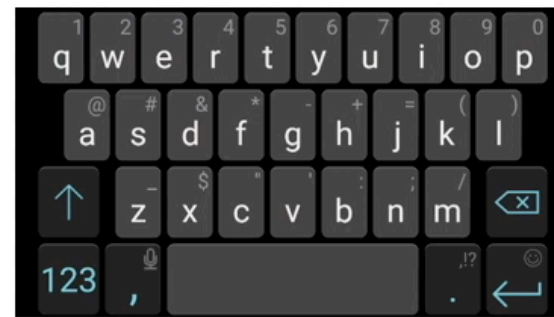 1 2 3 4 5 6 7 8 9 0
q w e r t y u i o p
@ # & * - + = ( )
a s d f g h j k l
_ $ " ' : ; /
z x c v b n m
,!?
123 , .